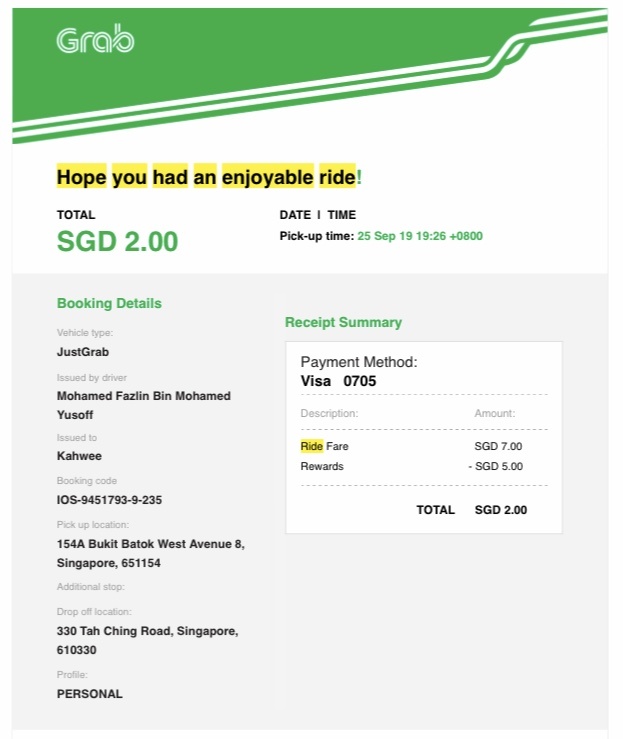 Grab
Hope you had an enjoyable ride!
TOTAL
SGD 2.00
DATE | TIME
Pick-up time: 25 Sep 19 19:26 +0800
Booking Details
Vehicle type:
JustGrab
Issued by driver
Mohamed Fazlin Bin Mohamed
Yusoff
Issued to
Kahwee
Booking code
IOS-9451793-9-235
Pick up location:
154A Bukit Batok West Avenue 8,
Singapore, 651154
Additional stop:
Drop off location:
330 Tah Ching Road, Singapore,
610330
Profile:
PERSONAL
Receipt Summary
Payment Method:
Visa 0705
Description: Amount:
Ride Fare SGD 7.00
Rewards - SGD 5.00
TOTAL SGD 2.00